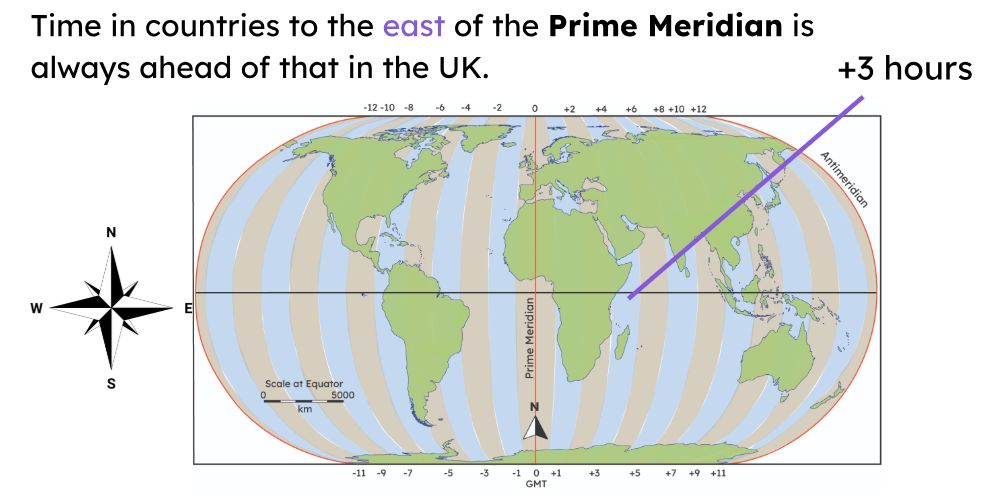 Time in countries to the east of the Prime Meridian is
always ahead of that in the UK.
+3 hours
-12 -10 -8 -6 -4 -2 0 +2 +4 +6 +8 +10 +12
Antimeridian
N
W E
S
Prime Meridian
Scale at Equator
0 5000
km
N
-11 -9 -7 -5 -3 -1 0 +1 +3 +5 +7 +9 +11
GMT